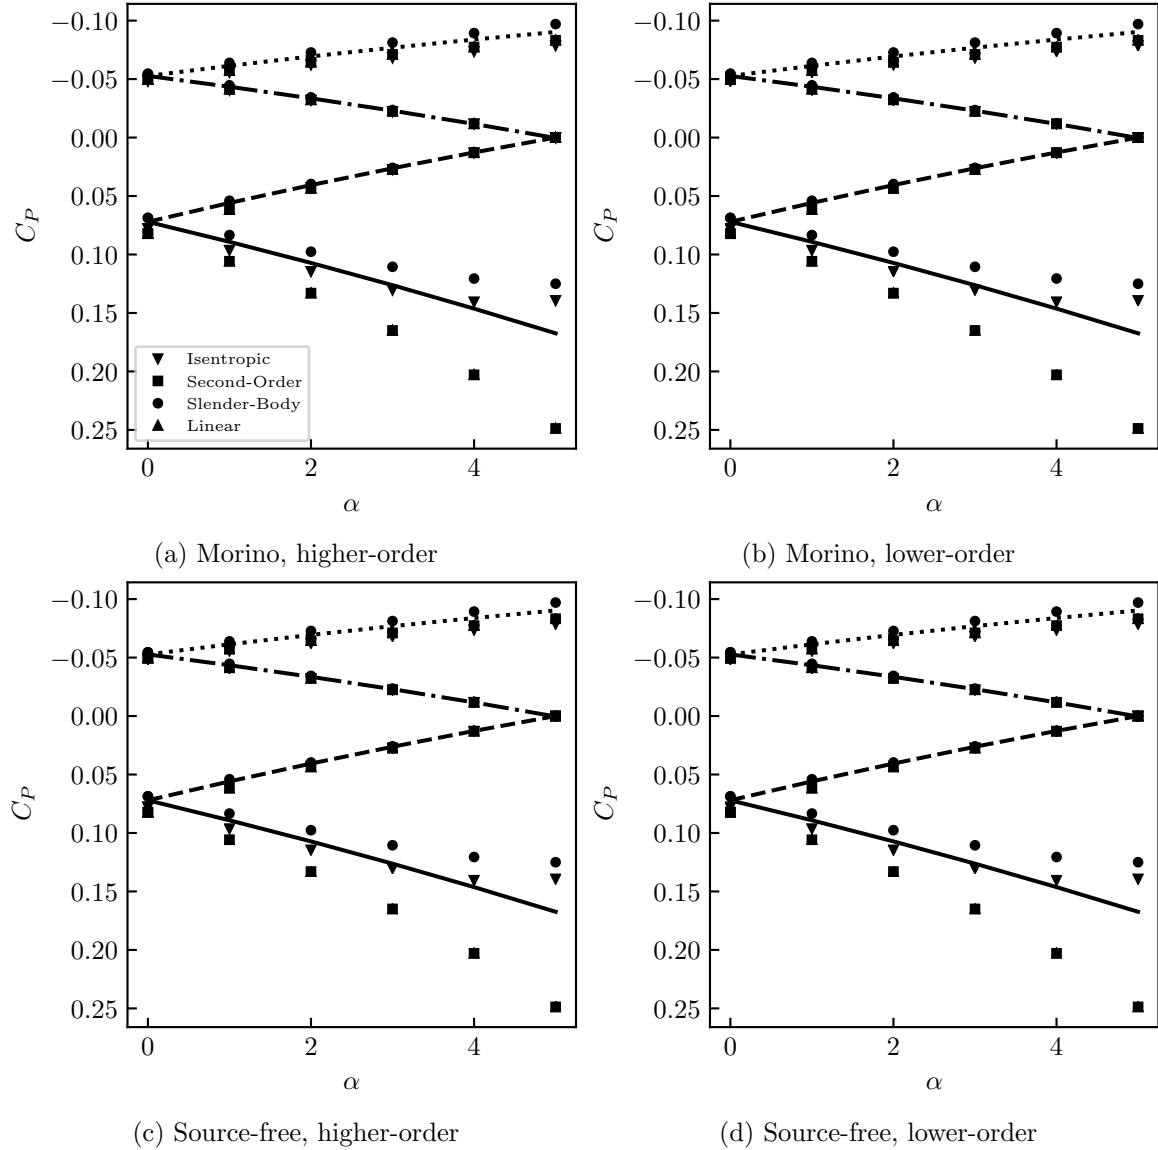 −0.10
−0.05
0.00
0.05
0.10
0.15
0.20
0.25
C_P
Isentropic
Second-Order
Slender-Body
Linear
0 2 4
α
(a) Morino, higher-order
−0.10
−0.05
0.00
0.05
0.10
0.15
0.20
0.25
C_P
0 2 4
α
(b) Morino, lower-order
−0.10
−0.05
0.00
0.05
0.10
0.15
0.20
0.25
C_P
0 2 4
α
(c) Source-free, higher-order
−0.10
−0.05
0.00
0.05
0.10
0.15
0.20
0.25
C_P
0 2 4
α
(d) Source-free, lower-order